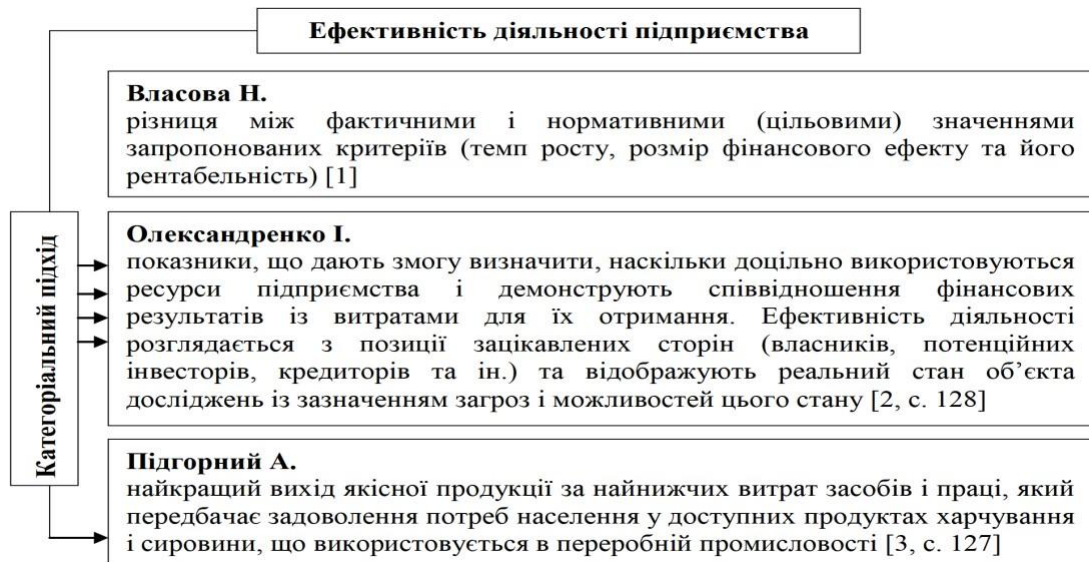 Ефективність діяльності підприємства
Власова Н.
різниця між фактичними і нормативними (цільовими) значеннями
запропонованих критеріїв (темп росту, розмір фінансового ефекту та його
рентабельність) [1]
Категоріальний підхід
Олександренко І.
показники, що дають змогу визначити, наскільки доцільно використовуються
ресурси підприємства і демонструють співвідношення фінансових
результатів із витратами для їх отримання. Ефективність діяльності
розглядається з позиції зацікавлених сторін (власників, потенційних
інвесторів, кредиторів та ін.) та відображують реальний стан об’єкта
досліджень із зазначенням загроз і можливостей цього стану [2, с. 128]
Підгорний А.
найкращий вихід якісної продукції за найнижчих витрат засобів і праці, який
передбачає задоволення потреб населення у доступних продуктах харчування
і сировини, що використовується в переробній промисловості [3, с. 127]